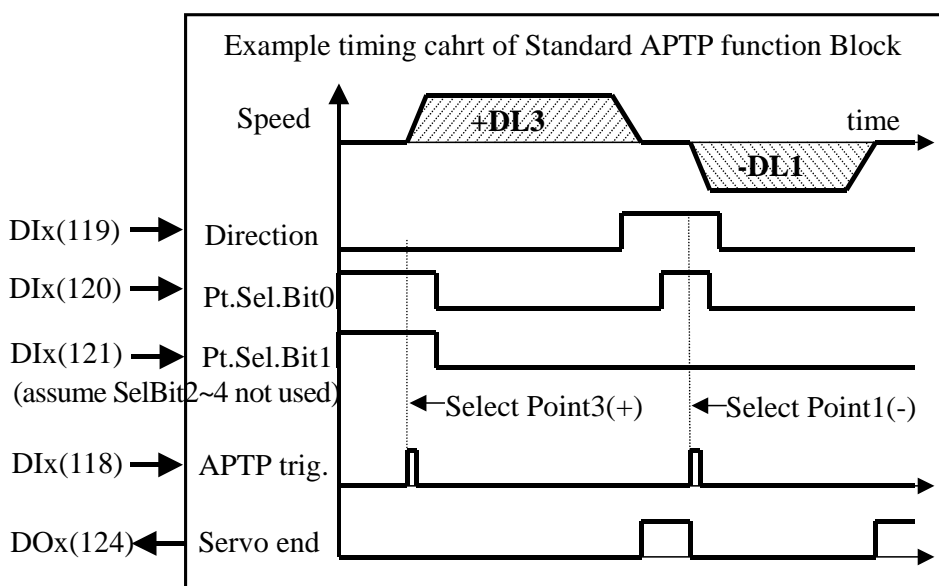 Example timing cahrt of Standard APTP function Block
Speed
+DL3
time
-DL1
DIx(119)
Direction
DIx(120)
Pt.Sel.Bit0
DIx(121)
Pt.Sel.Bit1
(assume SelBit2~4 not used)
Select Point3(+)
Select Point1(-)
DIx(118)
APTP trig.
DOx(124)
Servo end